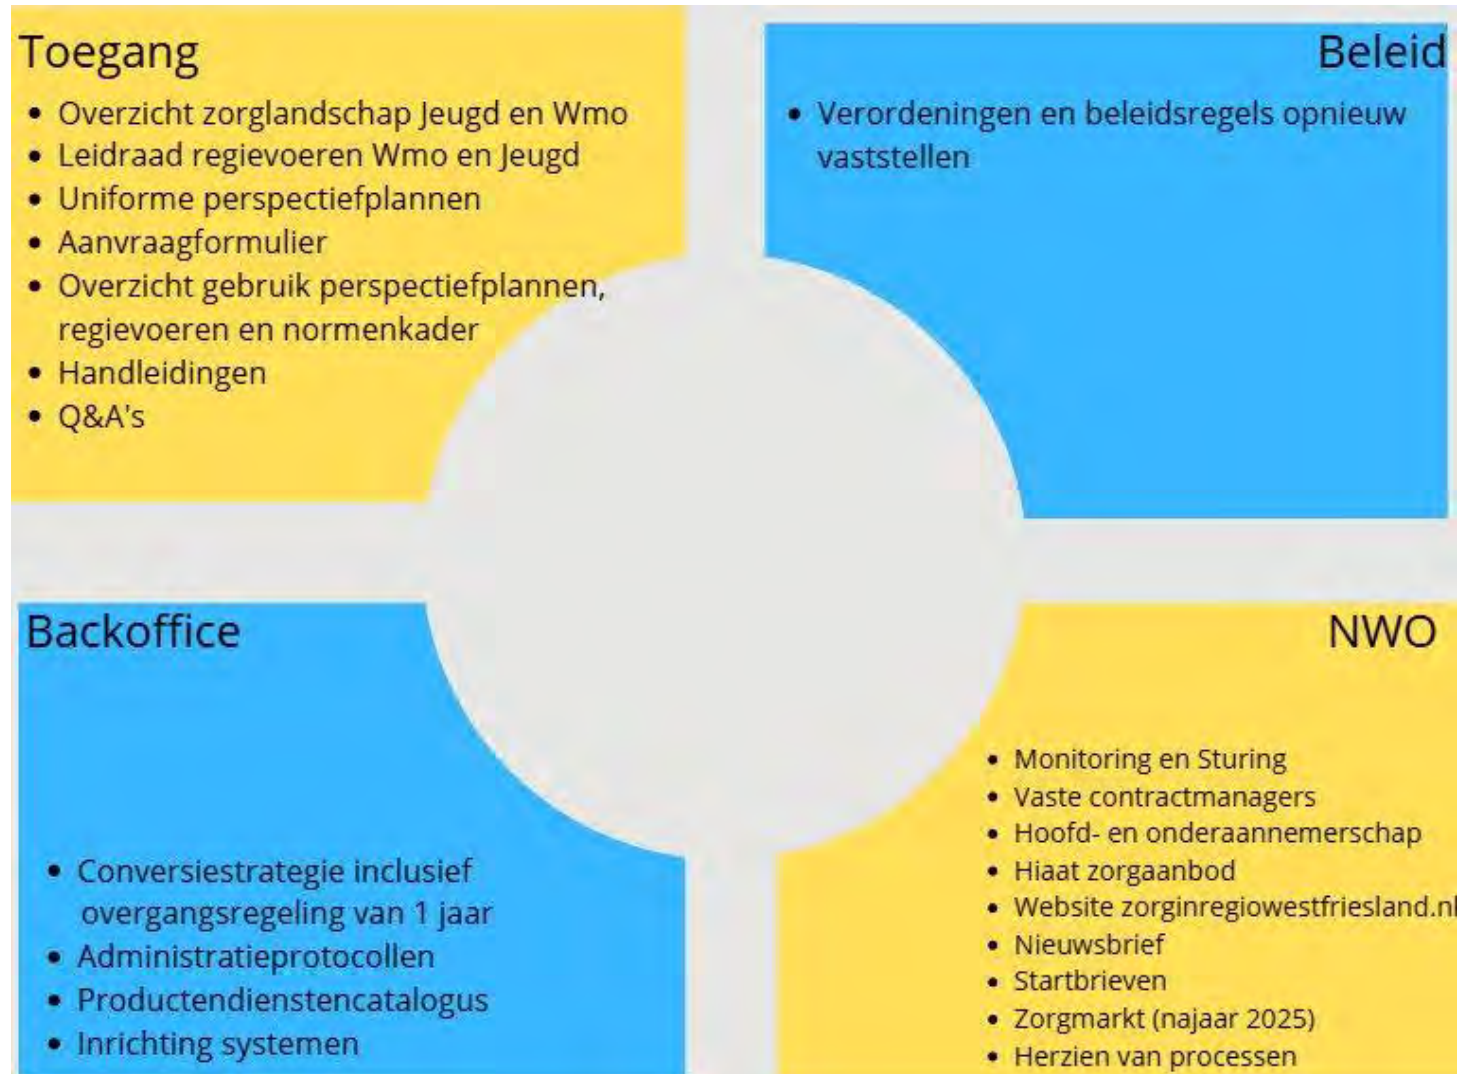 Toegang
• Overzicht zorglandschap Jeugd en Wmo
• Leidraad regievoeren Wmo en Jeugd
• Uniforme perspectiefplannen
• Aanvraagformulier
• Overzicht gebruik perspectiefplannen,
regievoeren en normenkader
• Handleidingen
• Q&A's
Beleid
• Verordeningen en beleidsregels opnieuw
vaststellen
Backoffice
• Conversiestrategie inclusief
overgangsregeling van 1 jaar
• Administratieprotocollen
• Productendienstencatalogus
• Inrichting systemen
NWO
• Monitoring en Sturing
• Vaste contractmanagers
• Hoofd- en onderaannemerschap
• Hiaat zorgaanbod
• Website zorginregiowestfriesland.nl
• Nieuwsbrief
• Startbrieven
• Zorgmarkt (najaar 2025)
• Herzien van processen